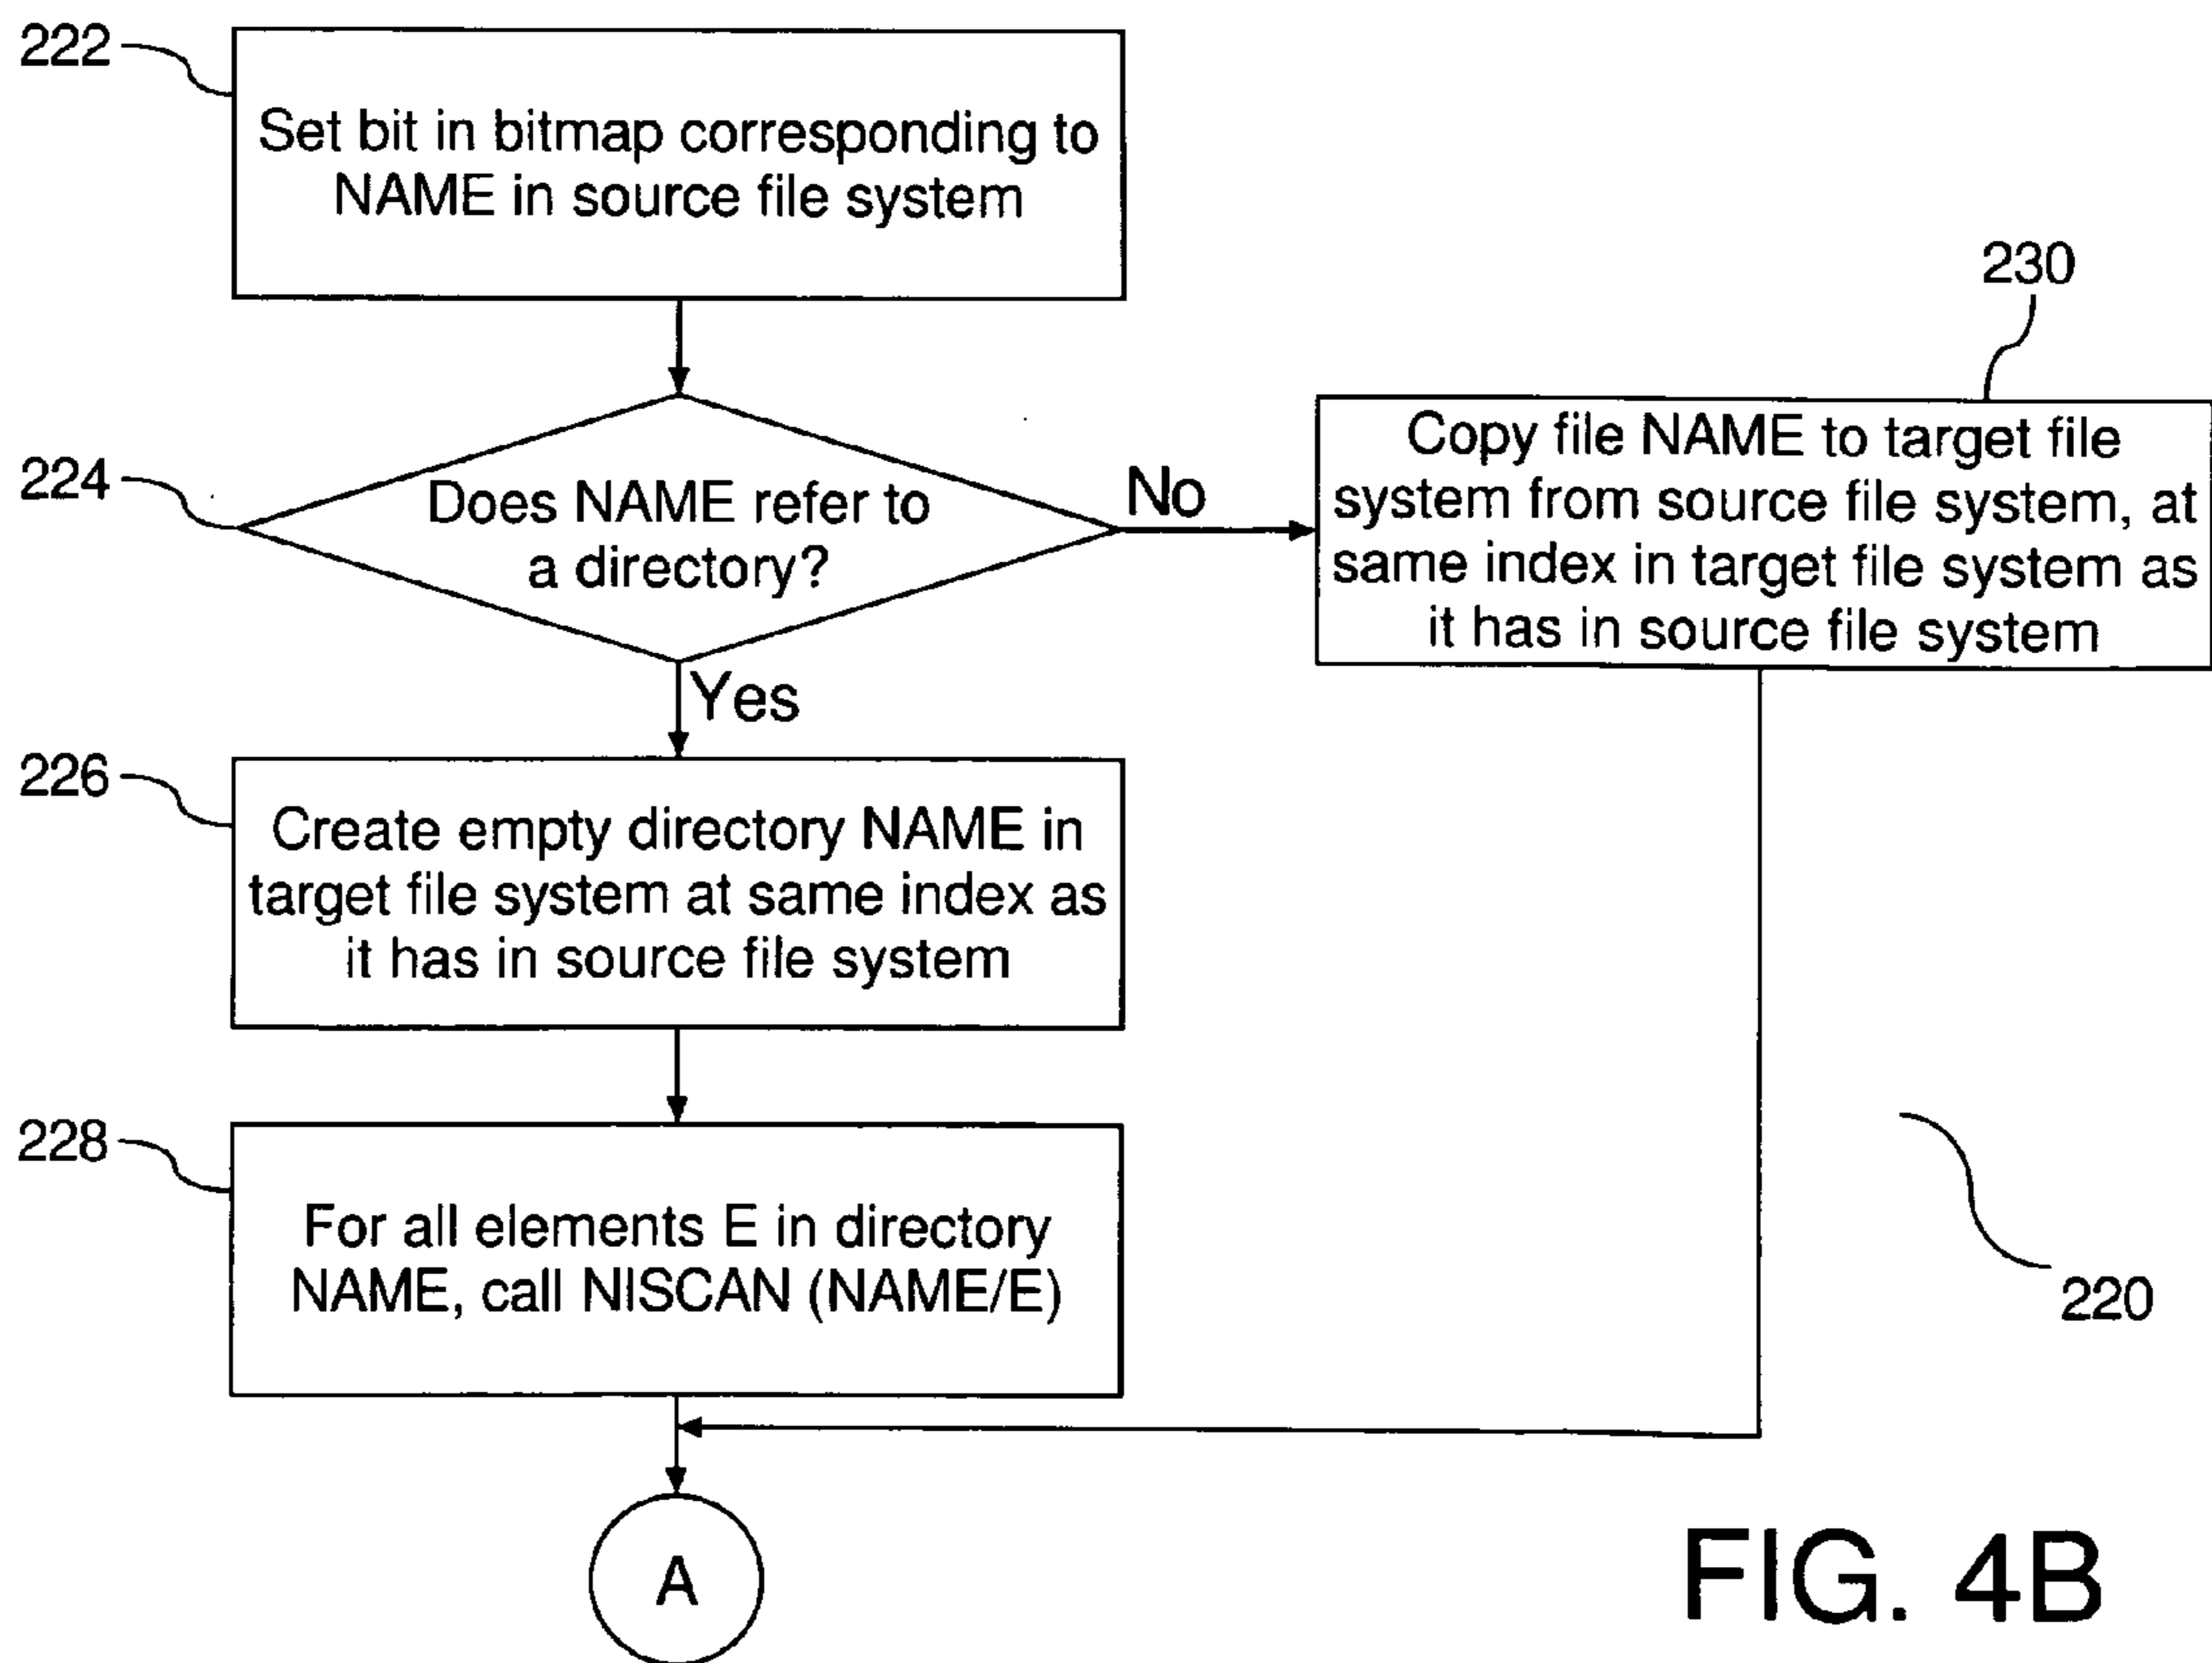 222
Set bit in bitmap corresponding to
NAME in source file system
230
224
Does NAME refer to
a directory?
No
Copy file NAME to target file
system from source file system, at
same index in target file system as
it has in source file system
Yes
226
Create empty directory NAME in
target file system at same index as
it has in source file system
228
For all elements E in directory
NAME, call NISCAN (NAME/E)
220
A
FIG. 4B